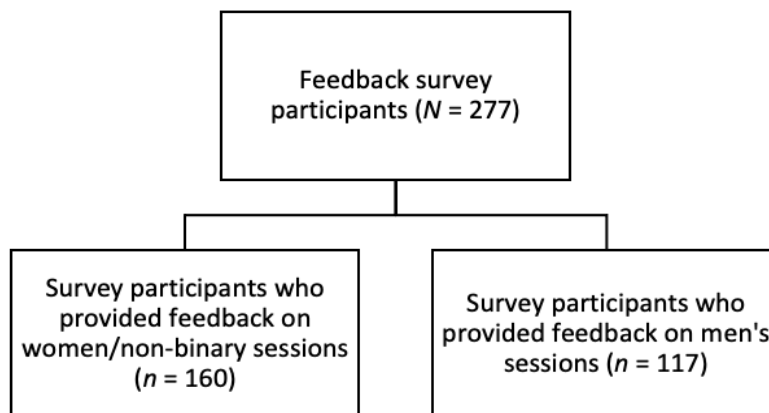 Feedback survey
participants (N = 277)
Survey participants who
provided feedback on
women/non-binary sessions
(n = 160)
Survey participants who
provided feedback on men's
sessions (n = 117)